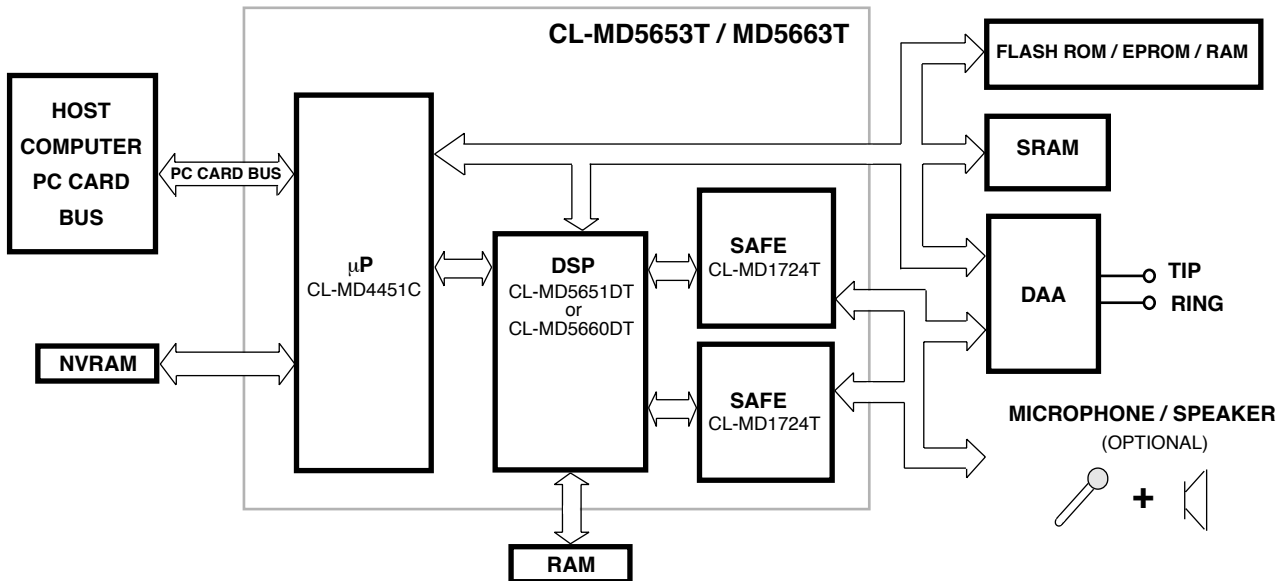 CL-MD5653T / MD5663T
HOST
COMPUTER
PC CARD
BUS
PC CARD BUS
NVRAM
µP
CL-MD4451C
DSP
CL-MD5651DT
or
CL-MD5660DT
SAFE
CL-MD1724T
SAFE
CL-MD1724T
RAM
FLASH ROM / EPROM / RAM
SRAM
DAA
TIP
RING
MICROPHONE / SPEAKER
(OPTIONAL)
+